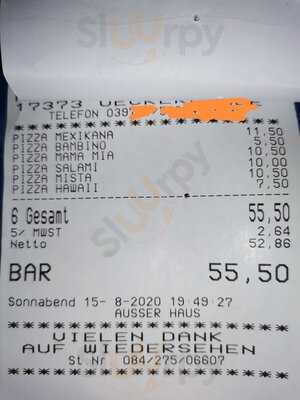 Sluurpy
17373
TELEFON 039
PIZZA MEXIKANA 11,50
PIZZA BAMBINO 5,50
PIZZA MAMA MIA 10,50
PIZZA SALAMI 10,00
PIZZA MISTA 10,50
PIZZA HAWAII 7,50
6 Gesamt 55,50
5% MWST 2,64
Netto 52,86
BAR 55,50
Sonnabend 15- 8-2020 19:49:27
AUSSER HAUS
VIELEN DANK
AUF WIEDERSEHEN
St.Nr 084/275/06607